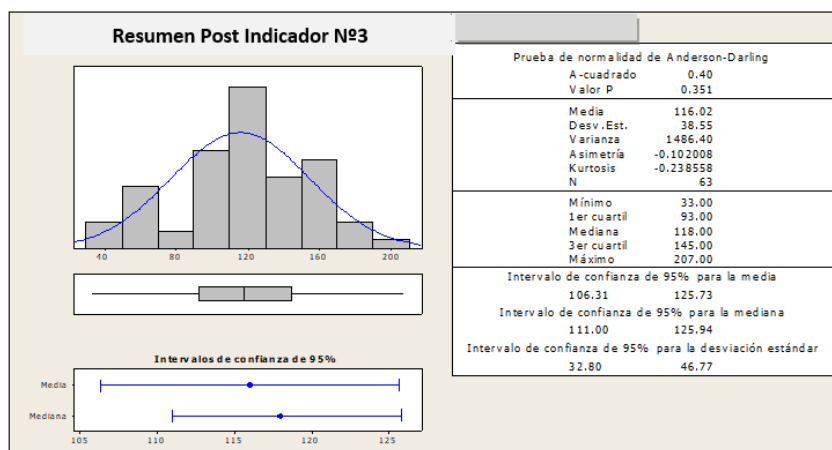 Resumen Post Indicador Nº3
40 80 120 160 200
Intervalos de confianza de 95%
Media
Mediana
105 110 115 120 125
Prueba de normalidad de Anderson-Darling
A-cuadrado 0.40
Valor P 0.351
Media 116.02
Desv.Est. 38.55
Varianza 1486.40
Asimetría -0.102008
Kurtosis -0.238558
N 63
Mínimo 33.00
1er cuartil 93.00
Mediana 118.00
3er cuartil 145.00
Máximo 207.00
Intervalo de confianza de 95% para la media
106.31 125.73
Intervalo de confianza de 95% para la mediana
111.00 125.94
Intervalo de confianza de 95% para la desviación estándar
32.80 46.77